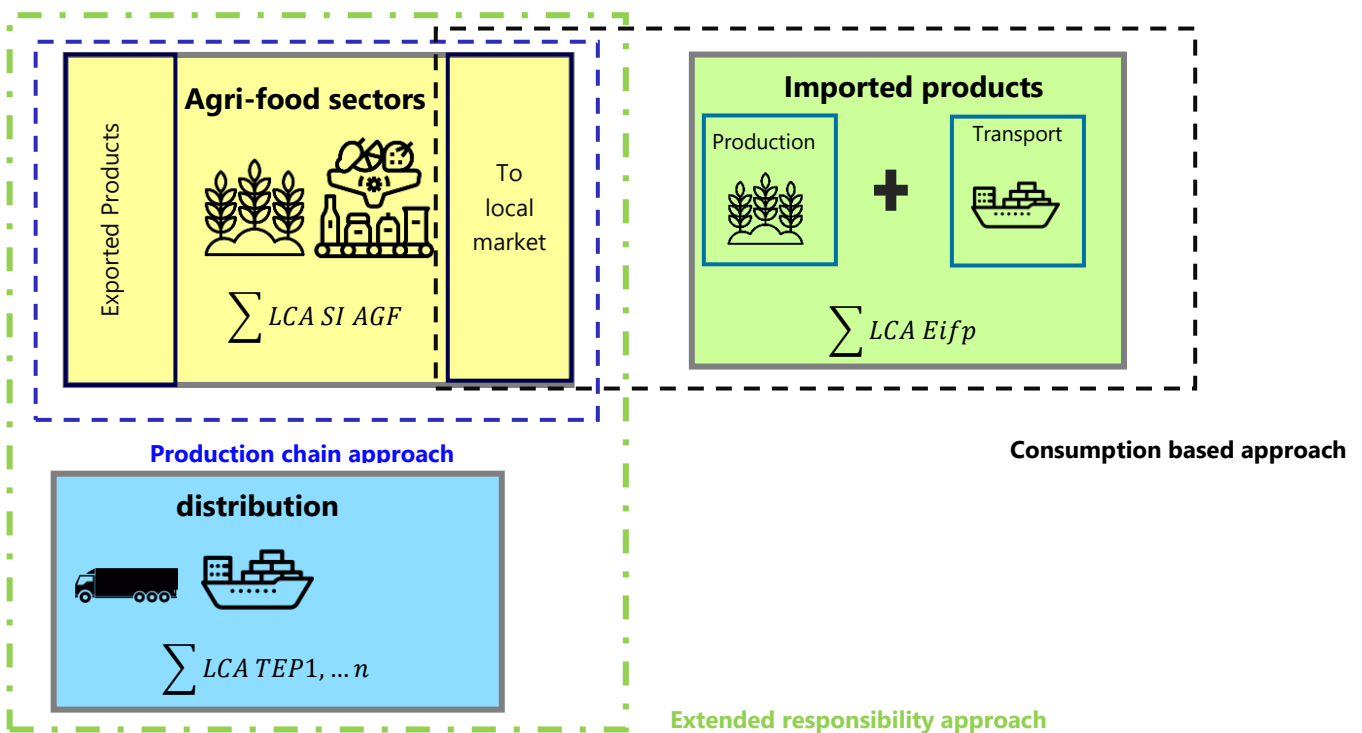 Exported Products
Agri-food sectors
∑ LCA SI AGF
To
local
market
Imported products
Production
Transport
∑ LCA Eifp
Production chain approach
Consumption based approach
distribution
∑ LCA TEP1, … n
Extended responsibility approach